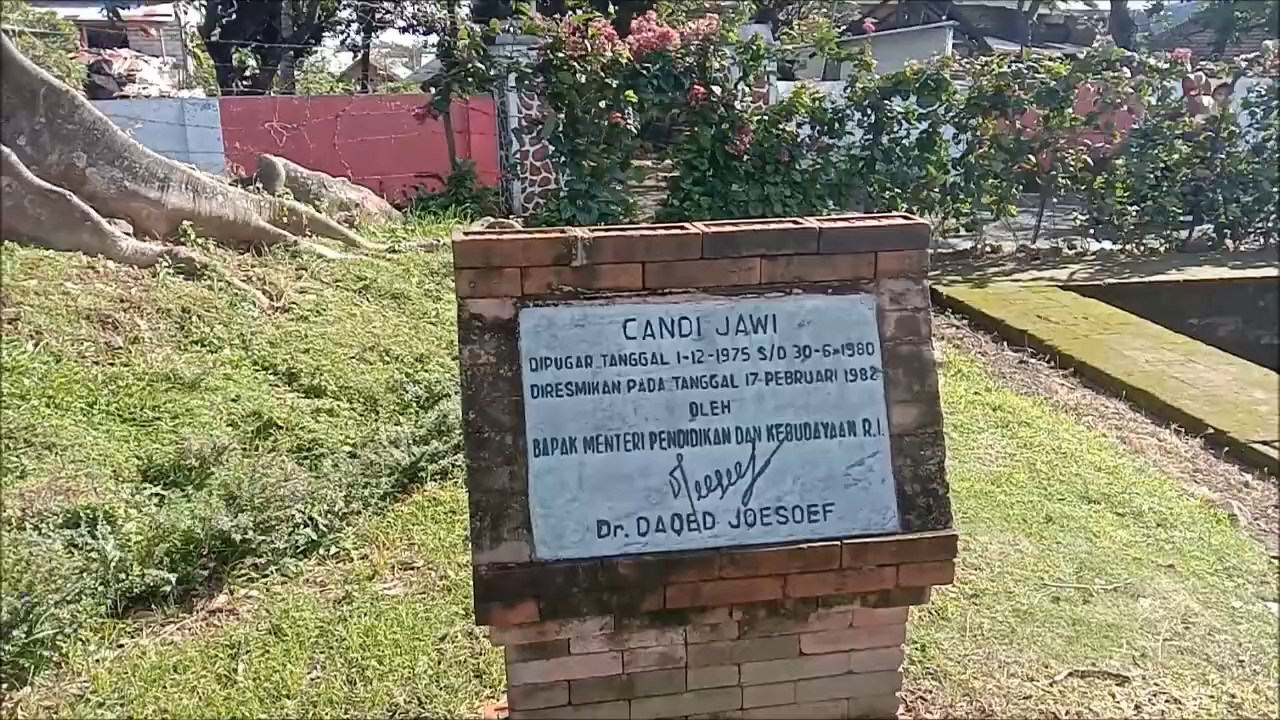 CANDI JAWI
DIPUGAR TANGGAL 1-12-1975 S/D 30-6-1980
DIRESMIKAN PADA TANGGAL 17 PEBRUARI 1982
OLEH
BAPAK MENTERI PENDIDIKAN DAN KEBUDAYAAN R.I.
Dr. DAOED JOESOEF